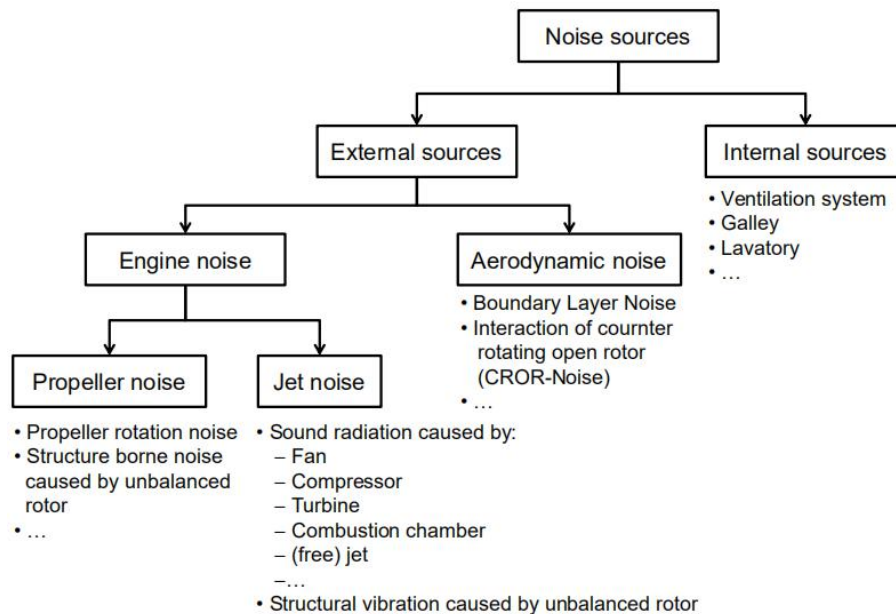 Noise sources
External sources
Internal sources
• Ventilation system
• Galley
• Lavatory
• …
Engine noise
Aerodynamic noise
• Boundary Layer Noise
• Interaction of counter
rotating open rotor
(CROR-Noise)
• …
Propeller noise
• Propeller rotation noise
• Structure borne noise
caused by unbalanced
rotor
• …
Jet noise
• Sound radiation caused by:
– Fan
– Compressor
– Turbine
– Combustion chamber
– (free) jet
–…
• Structural vibration caused by unbalanced rotor